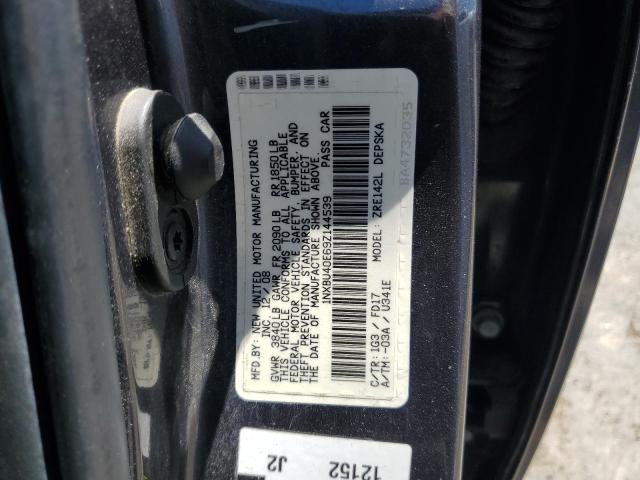 MFD.BY: NEW UNITED MOTOR MANUFACTURING
INC. 12/08
GVWR 3840LB GAWR FR 2090LB RR 1850LB
THIS VEHICLE CONFORMS TO ALL APPLICABLE
FEDERAL MOTOR VEHICLE SAFETY, BUMPER, AND
THEFT PREVENTION STANDARDS IN EFFECT ON
THE DATE OF MANUFACTURE SHOWN ABOVE.
1NXBU40E69Z144539 PASS CAR
C/TR: 1G3 / FD17 MODEL: ZRE142L DEPSKA
A/TM: -03A / U341E
BA4733035
12152
J2